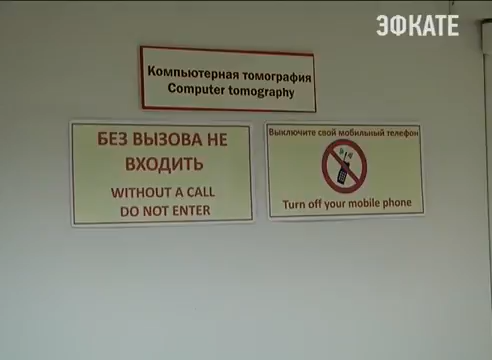 ЭФКАТЕ
Компьютерная томография
Computer tomography
БЕЗ ВЫЗОВА НЕ
ВХОДИТЬ
WITHOUT A CALL
DO NOT ENTER
Выключите свой мобильный телефон
Turn off your mobile phone